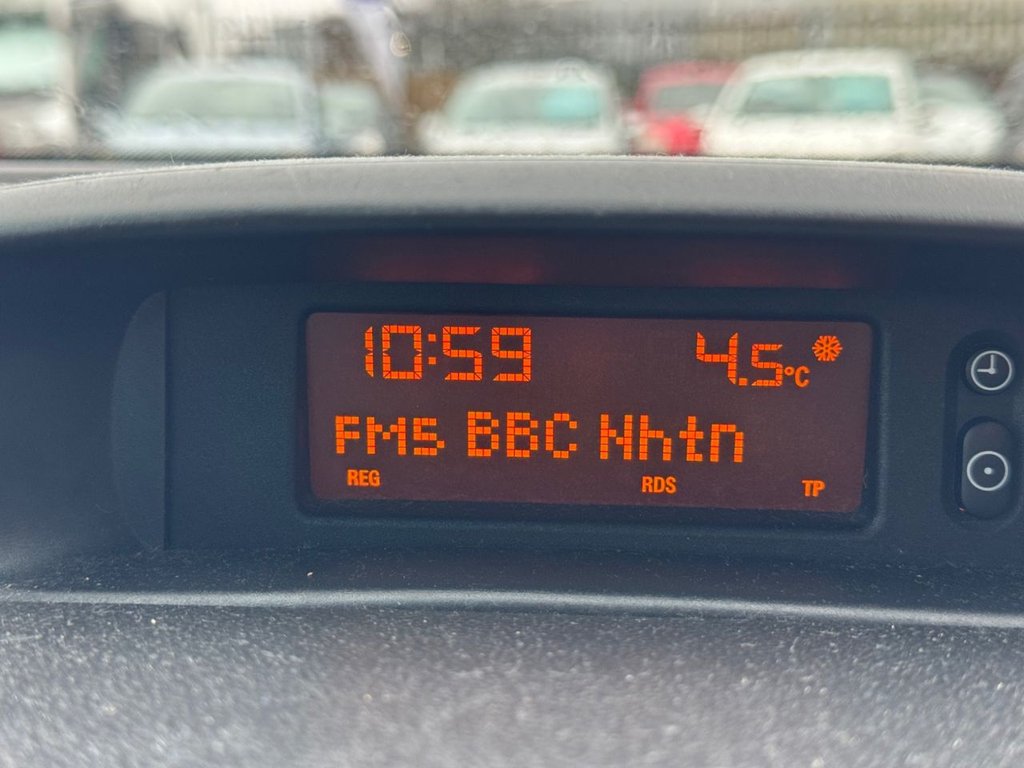 10:59 4.5°C
FM5 BBC Nhtn
REG RDS TP